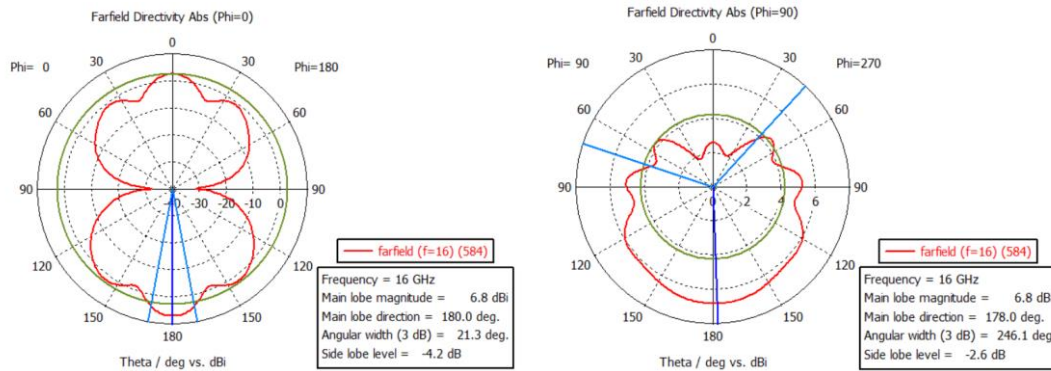 Farfield Directivity Abs (Phi=0)
0
30 30
Phi= 0 Phi=180
60 60
90 -40 -30 -20 -10 0 90
120 120
150 150
180
Theta / deg vs. dBi
farfield (f=16) (584)
Frequency = 16 GHz
Main lobe magnitude = 6.8 dBi
Main lobe direction = 180.0 deg.
Angular width (3 dB) = 21.3 deg.
Side lobe level = -4.2 dB
Farfield Directivity Abs (Phi=90)
0
30 30
Phi= 90 Phi=270
60 60
90 0 2 4 6 90
120 120
150 150
180
Theta / deg vs. dBi
farfield (f=16) (584)
Frequency = 16 GHz
Main lobe magnitude = 6.8 dB
Main lobe direction = 178.0 deg.
Angular width (3 dB) = 246.1 deg
Side lobe level = -2.6 dB